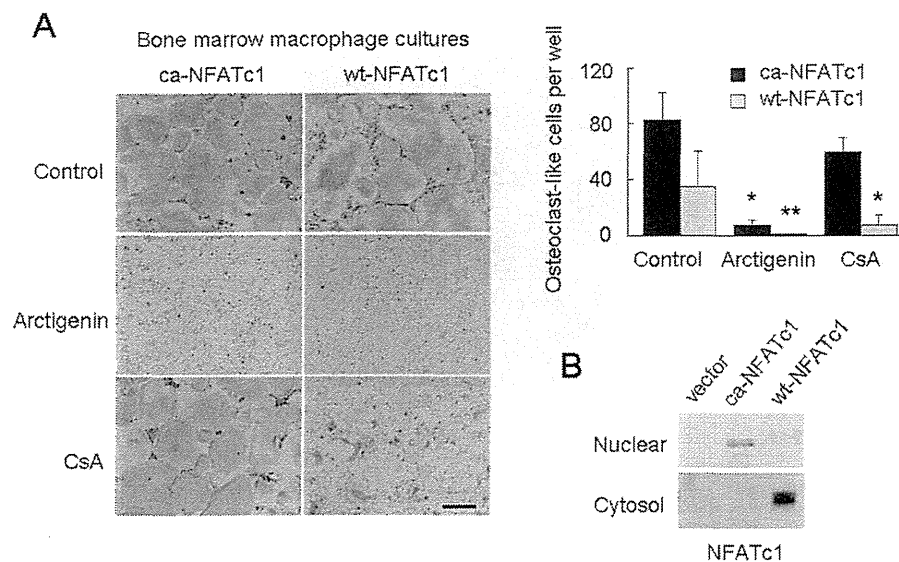 A
Bone marrow macrophage cultures
ca-NFATc1 wt-NFATc1
Control
Arctigenin
CsA
Osteoclast-like cells per well
120
80
40
0
ca-NFATc1
wt-NFATc1
* ** *
Control Arctigenin CsA
B
vector ca-NFATc1 wt-NFATc1
Nuclear
Cytosol
NFATc1